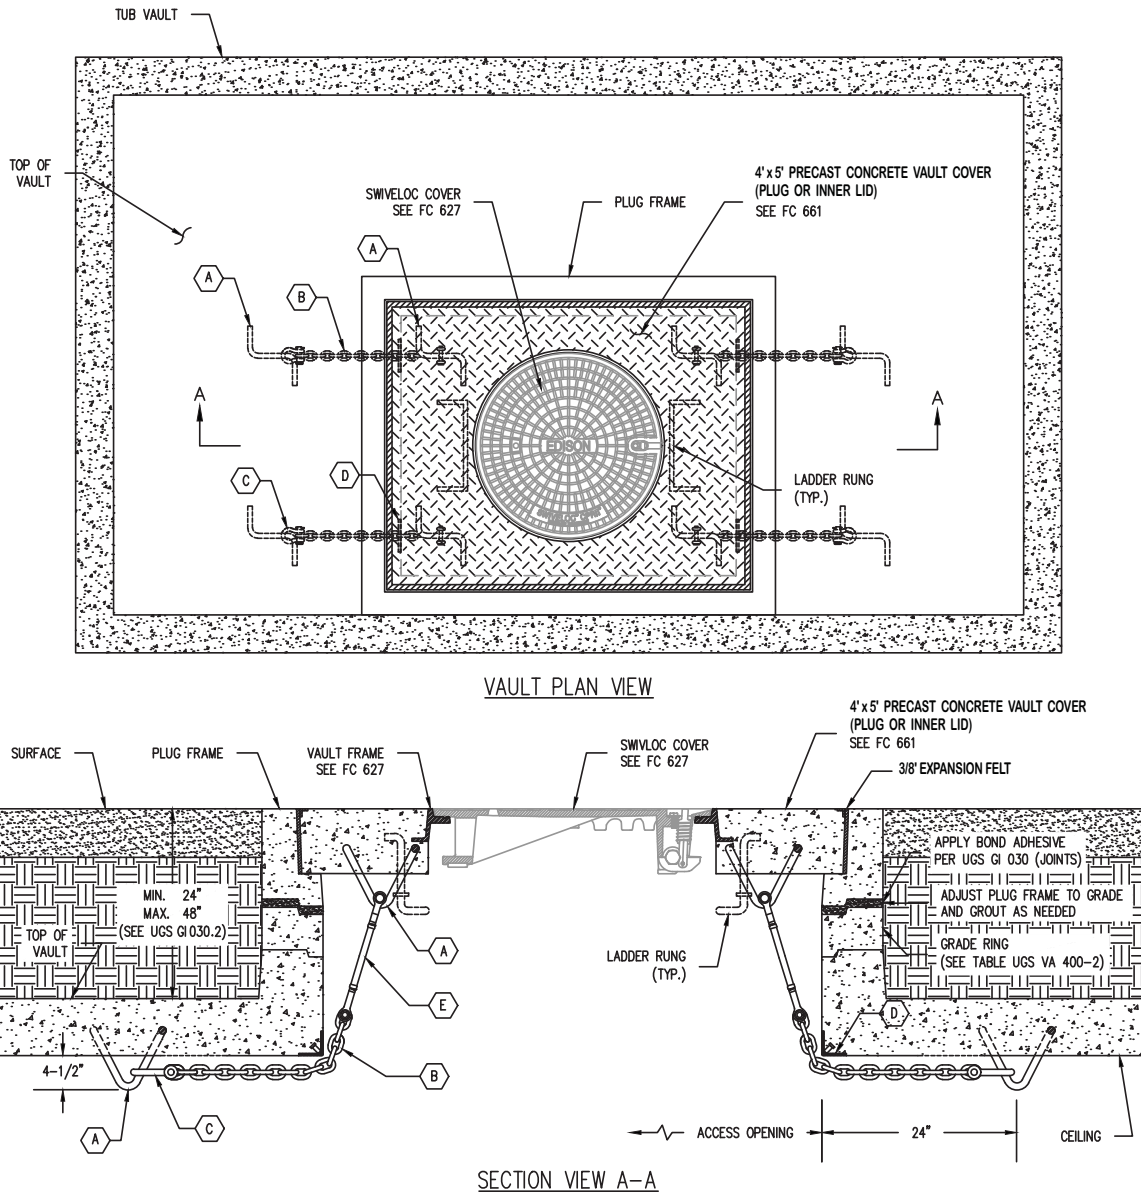 TUB VAULT
TOP OF
VAULT
SWIVELOC COVER
SEE FC 627
PLUG FRAME
4' x 5' PRECAST CONCRETE VAULT COVER
(PLUG OR INNER LID)
SEE FC 661
A
A
B
A
A
EDISON
C
D
LADDER RUNG
(TYP.)
VAULT PLAN VIEW
SURFACE
PLUG FRAME
VAULT FRAME
SEE FC 627
SWIVLOC COVER
SEE FC 627
4' x 5' PRECAST CONCRETE VAULT COVER
(PLUG OR INNER LID)
SEE FC 661
3/8' EXPANSION FELT
MIN. 24"
MAX. 48"
(SEE UGS GI 030.2)
TOP OF
VAULT
APPLY BOND ADHESIVE
PER UGS GI 030 (JOINTS)
ADJUST PLUG FRAME TO GRADE
AND GROUT AS NEEDED
GRADE RING
(SEE TABLE UGS VA 400-2)
A
LADDER RUNG
(TYP.)
E
D
4-1/2"
B
A
C
ACCESS OPENING
24"
CEILING
SECTION VIEW A-A